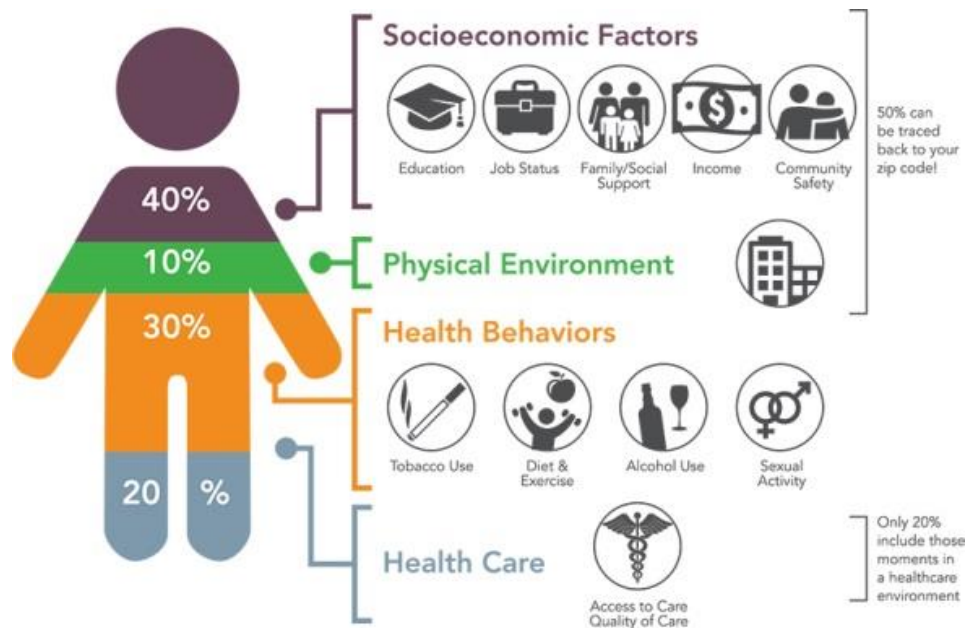 Socioeconomic Factors
Education
Job Status
Family/Social
Support
Income
Community
Safety
50% can
be traced
back to your
zip code!
40%
10%
Physical Environment
30%
Health Behaviors
Tobacco Use
Diet &
Exercise
Alcohol Use
Sexual
Activity
20 %
Health Care
Access to Care
Quality of Care
Only 20%
include those
moments in
a healthcare
environment